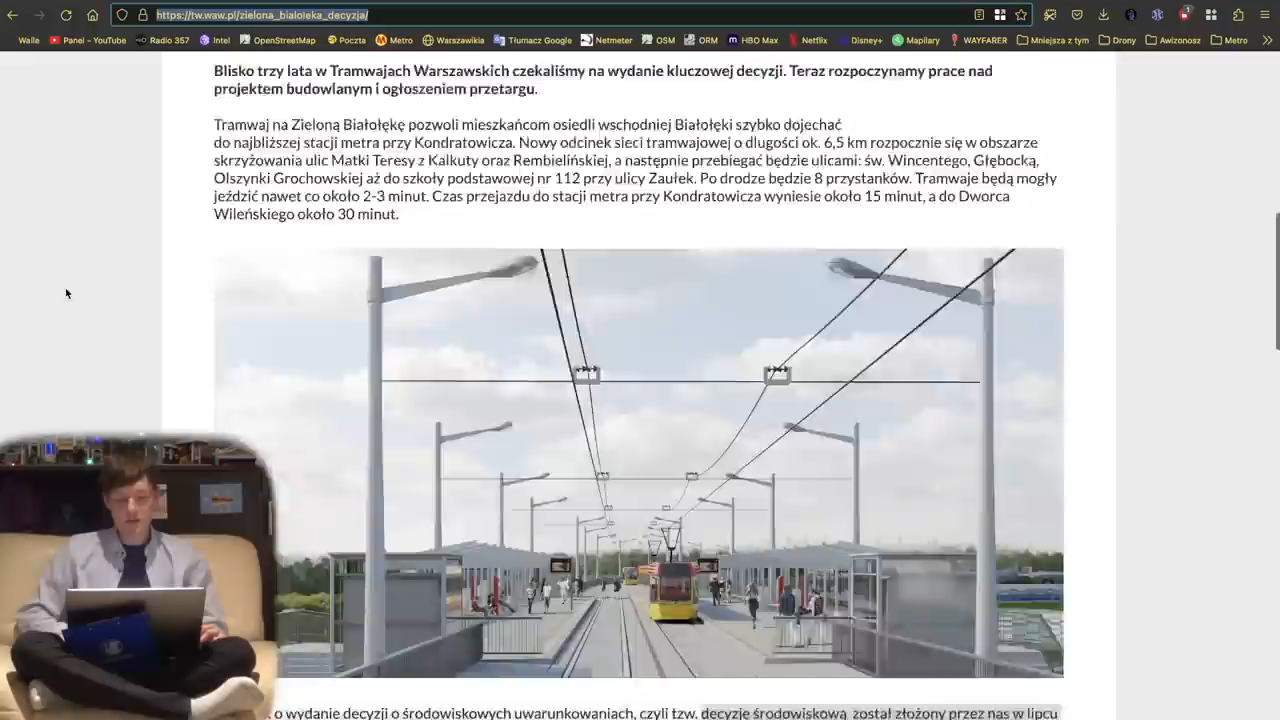 https://tw.waw.pl/zielona_bialoleka_decyzja/
Walle Panel - YouTube Radio 357 Intel OpenStreetMap Poczta Metro Warszawikia Tłumacz Google Netmeter OSM ORM HBO Max Netflix Disney+ Mapilary WAYFARER Mniejsza z tym Drony Awizonosz Metro
Blisko trzy lata w Tramwajach Warszawskich czekaliśmy na wydanie kluczowej decyzji. Teraz rozpoczynamy prace nad
projektem budowlanym i ogłoszeniem przetargu.
Tramwaj na Zieloną Białołękę pozwoli mieszkańcom osiedli wschodniej Białołęki szybko dojechać
do najbliższej stacji metra przy Kondratowicza. Nowy odcinek sieci tramwajowej o długości ok. 6,5 km rozpocznie się w obszarze
skrzyżowania ulic Matki Teresy z Kalkuty oraz Rembielińskiej, a następnie przebiegać będzie ulicami: św. Wincentego, Głębocką,
Olszynki Grochowskiej aż do szkoły podstawowej nr 112 przy ulicy Zaułek. Po drodze będzie 8 przystanków. Tramwaje będą mogły
jeździć nawet co około 2-3 minut. Czas przejazdu do stacji metra przy Kondratowicza wyniesie około 15 minut, a do Dworca
Wileńskiego około 30 minut.
o wydanie decyzji o środowiskowych uwarunkowaniach, czyli tzw. decyzję środowiskową, został złożony przez nas w lipcu